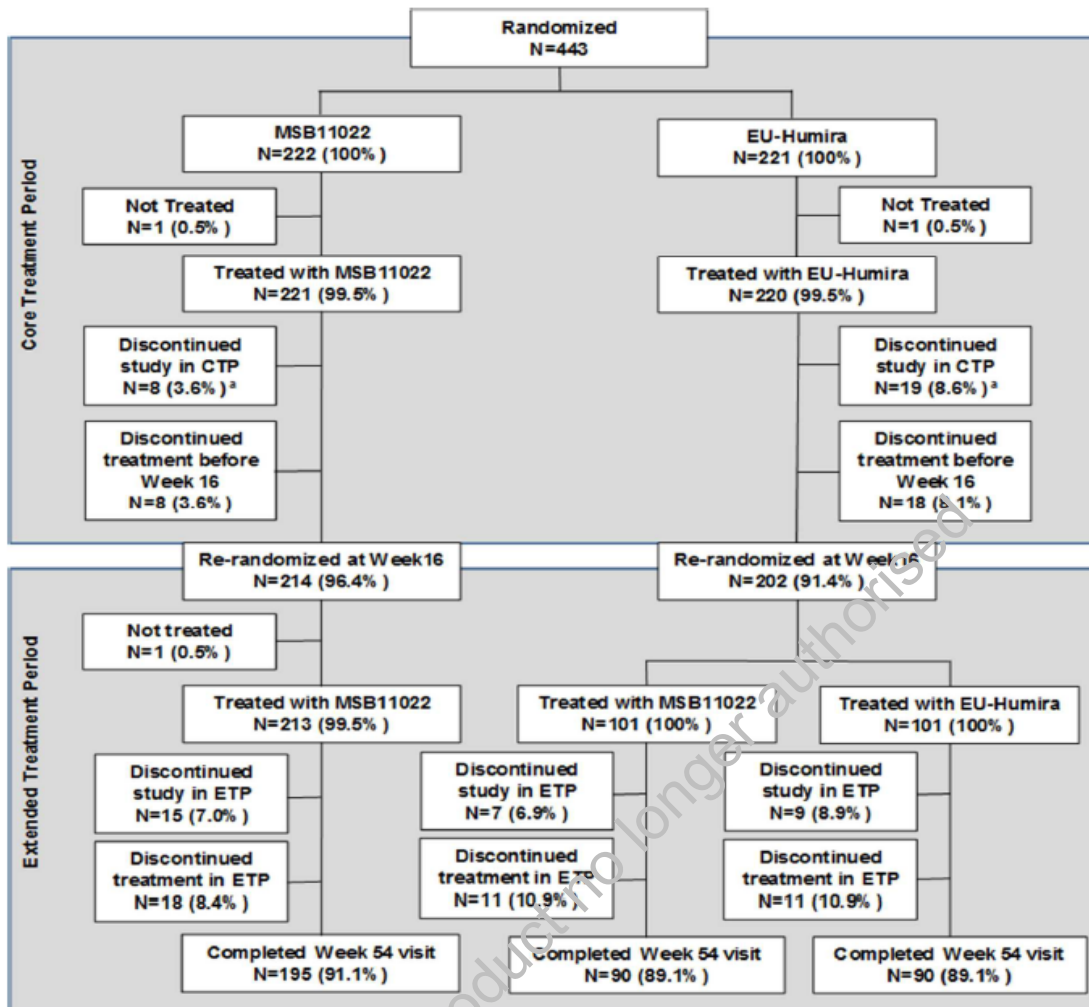 Randomized
N=443
Core Treatment Period
MSB11022
N=222 (100% )
EU-Humira
N=221 (100% )
Not Treated
N=1 (0.5% )
Not Treated
N=1 (0.5% )
Treated with MSB11022
N=221 (99.5% )
Treated with EU-Humira
N=220 (99.5% )
Discontinued
study in CTP
N=8 (3.6% )ª
Discontinued
study in CTP
N=19 (8.6% )ª
Discontinued
treatment before
Week 16
N=8 (3.6% )
Discontinued
treatment before
Week 16
N=18 (8.1% )
Re-randomized at Week16
N=214 (96.4% )
Re-randomized at Week16
N=202 (91.4% )
Extended Treatment Period
Not treated
N=1 (0.5% )
Treated with MSB11022
N=213 (99.5% )
Treated with MSB11022
N=101 (100% )
Treated with EU-Humira
N=101 (100% )
Discontinued
study in ETP
N=15 (7.0% )
Discontinued
study in ETP
N=7 (6.9% )
Discontinued
study in ETP
N=9 (8.9% )
Discontinued
treatment in ETP
N=18 (8.4% )
Discontinued
treatment in ETP
N=11 (10.9% )
Discontinued
treatment in ETP
N=11 (10.9% )
Completed Week 54 visit
N=195 (91.1% )
Completed Week 54 visit
N=90 (89.1% )
Completed Week 54 visit
N=90 (89.1% )
no longer authorised